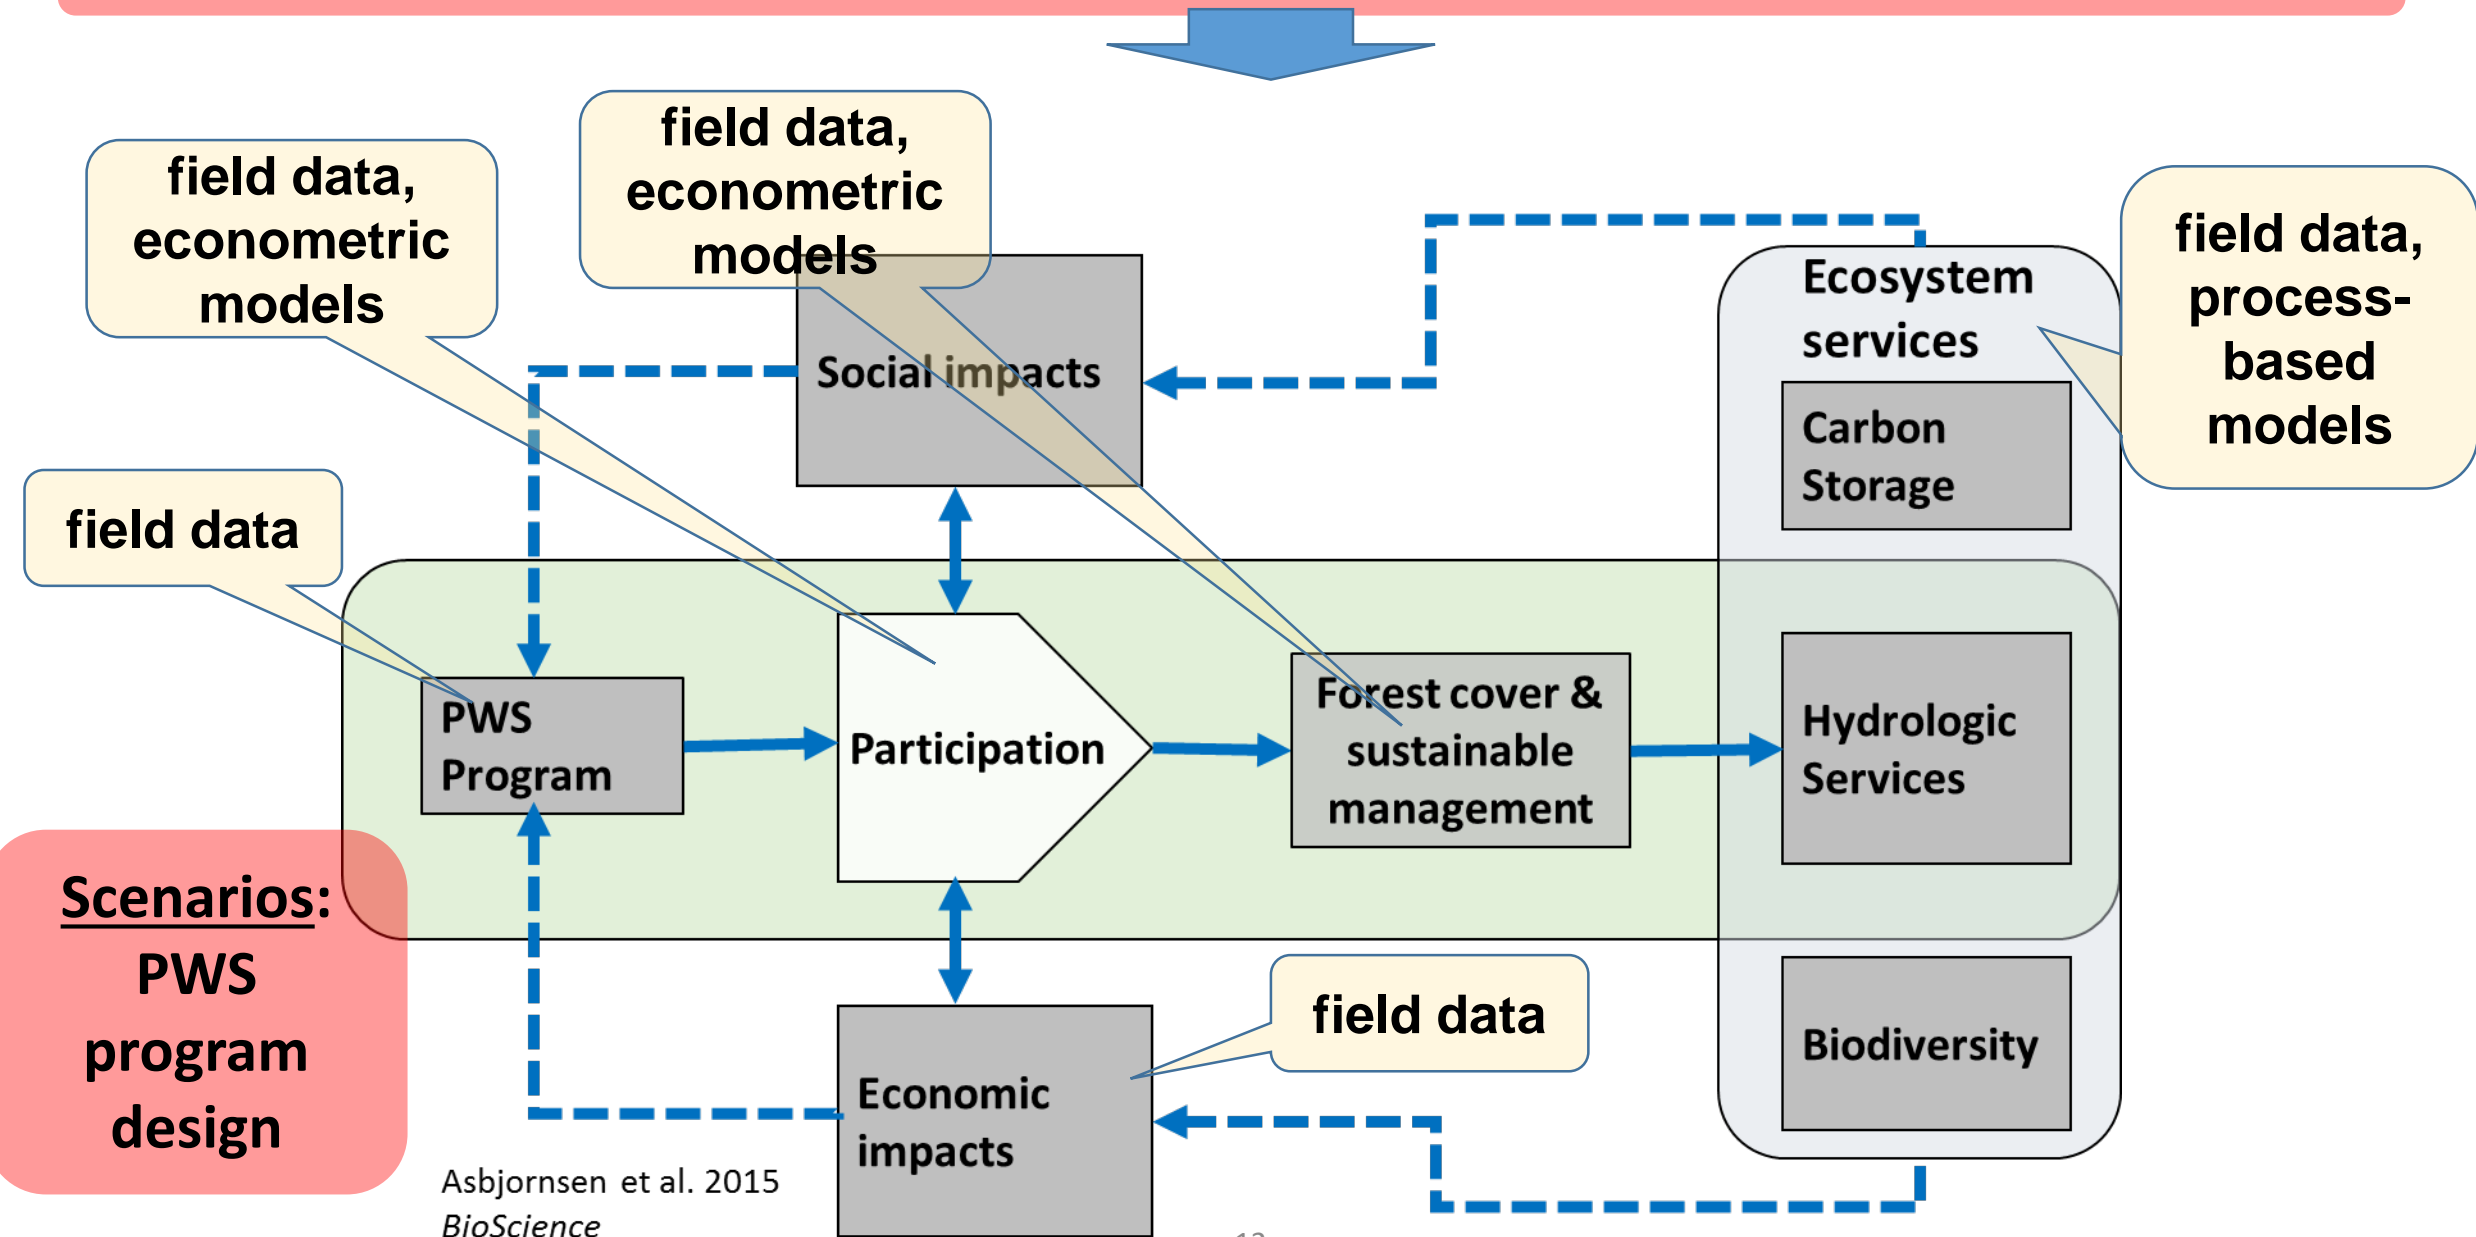 field data,
econometric
models
field data,
econometric
models
field data,
process-
based
models
Ecosystem
services
Social impacts
Carbon
Storage
field data
PWS
Program
Participation
Forest cover &
sustainable
management
Hydrologic
Services
Scenarios:
PWS
program
design
field data
Economic
impacts
Biodiversity
Asbjornsen et al. 2015
BioScience